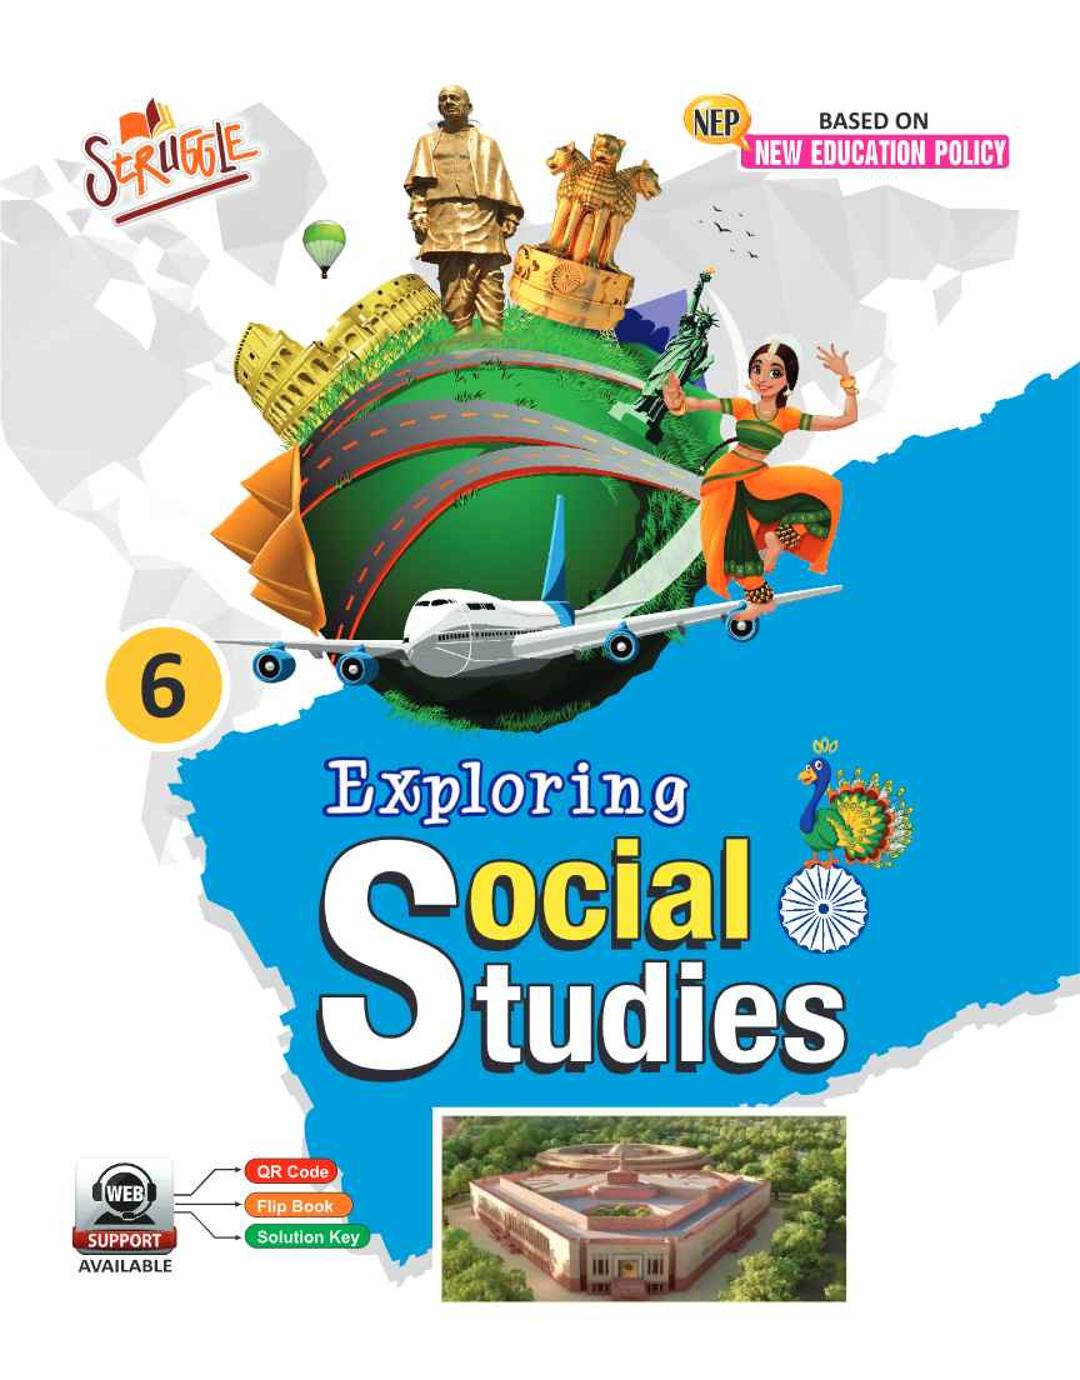 STRUGGLE
NEP
BASED ON
NEW EDUCATION POLICY
6
Exploring
Social
Studies
WEB
SUPPORT
AVAILABLE
QR Code
Flip Book
Solution Key